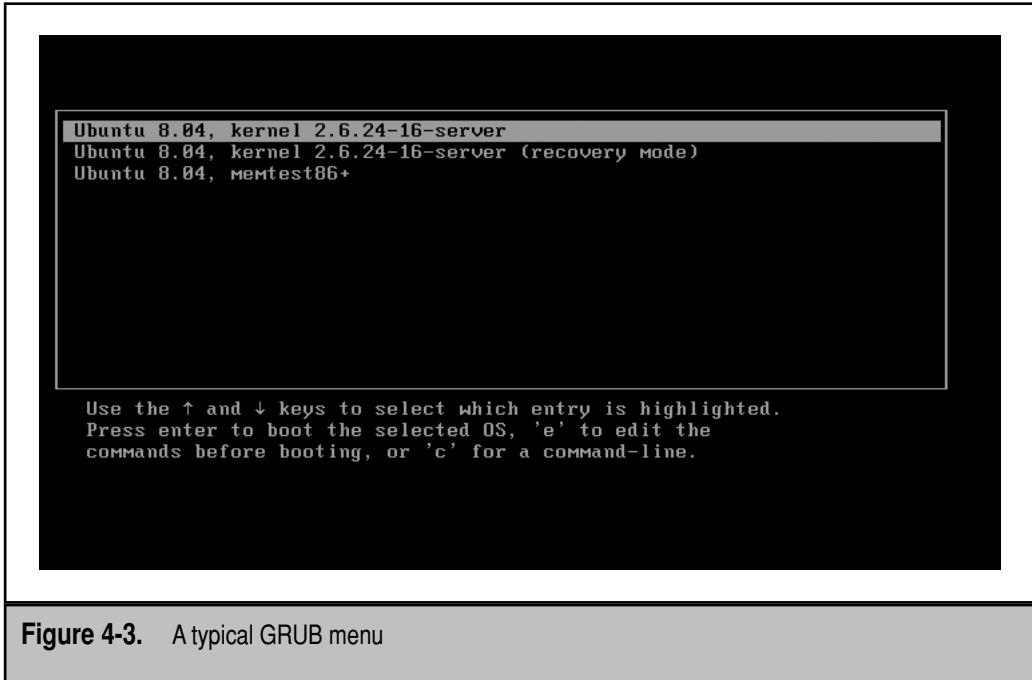 Ubuntu 8.04, kernel 2.6.24-16-server
Ubuntu 8.04, kernel 2.6.24-16-server (recovery mode)
Ubuntu 8.04, memtest86+
Use the ↑ and ↓ keys to select which entry is highlighted.
Press enter to boot the selected OS, 'e' to edit the
commands before booting, or 'c' for a command-line.
Figure 4-3. A typical GRUB menu